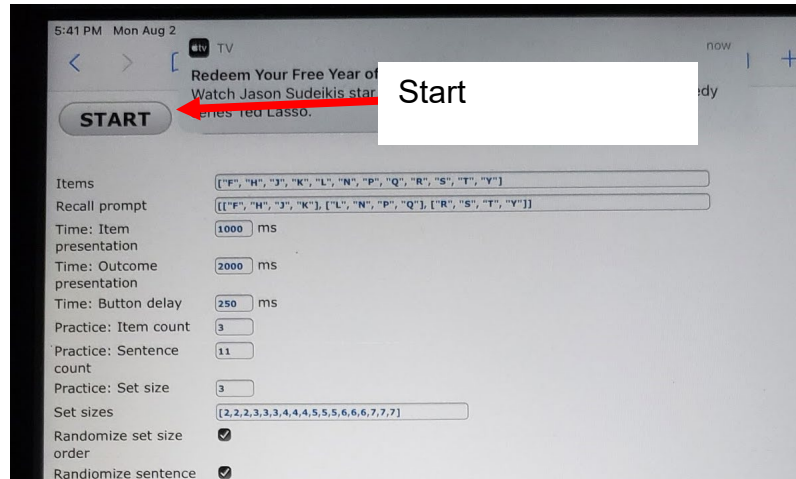 5:41 PM Mon Aug 2
tv TV now
Redeem Your Free Year of
Watch Jason Sudeikis star
series Ted Lasso.
Start
START
Items ["F", "H", "J", "K", "L", "N", "P", "Q", "R", "S", "T", "Y"]
Recall prompt [["F", "H", "J", "K"], ["L", "N", "P", "Q"], ["R", "S", "T", "Y"]]
Time: Item 1000 ms
presentation
Time: Outcome 2000 ms
presentation
Time: Button delay 250 ms
Practice: Item count 3
Practice: Sentence 11
count
Practice: Set size 3
Set sizes [2,2,2,3,3,3,4,4,4,5,5,5,6,6,6,7,7,7]
Randomize set size
order
Randiomize sentence